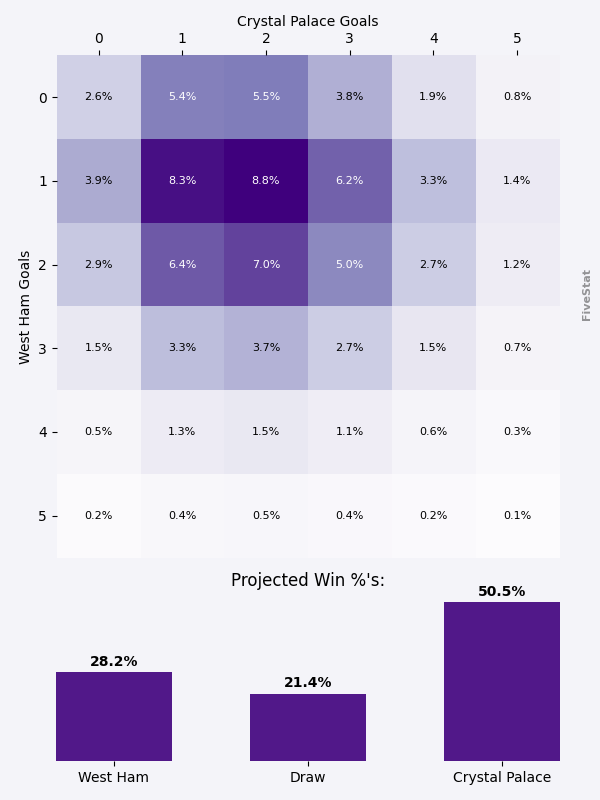 Crystal Palace Goals
0 1 2 3 4 5
0 2.6% 5.4% 5.5% 3.8% 1.9% 0.8%
1 3.9% 8.3% 8.8% 6.2% 3.3% 1.4%
2 2.9% 6.4% 7.0% 5.0% 2.7% 1.2%
3 1.5% 3.3% 3.7% 2.7% 1.5% 0.7%
4 0.5% 1.3% 1.5% 1.1% 0.6% 0.3%
5 0.2% 0.4% 0.5% 0.4% 0.2% 0.1%
West Ham Goals
FiveStat
Projected Win %'s:
28.2% 21.4% 50.5%
West Ham Draw Crystal Palace